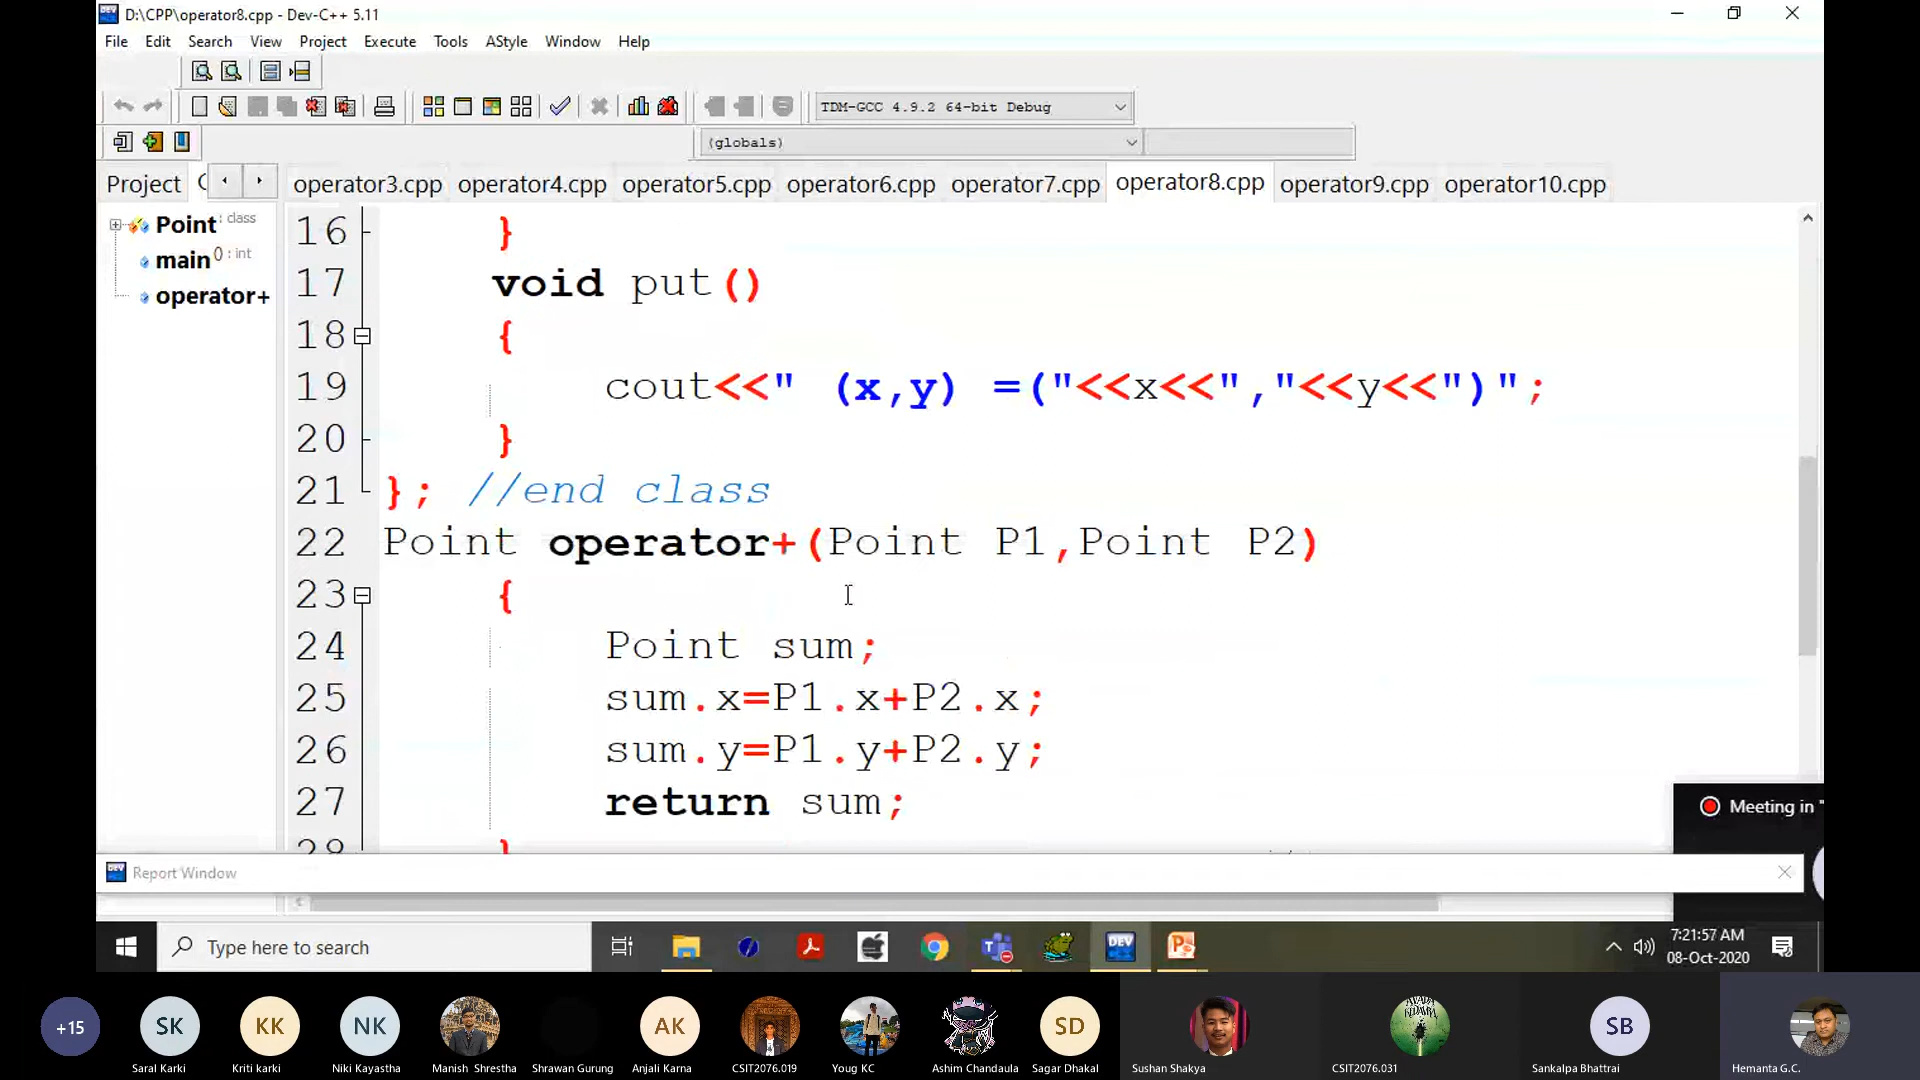 D:\CPP\operator8.cpp - Dev-C++ 5.11
File Edit Search View Project Execute Tools AStyle Window Help
TDM-GCC 4.9.2 64-bit Debug
(globals)
Project operator3.cpp operator4.cpp operator5.cpp operator6.cpp operator7.cpp operator8.cpp operator9.cpp operator10.cpp
Point : class
main () : int
operator+
16 }
17 void put()
18 {
19 cout<<" (x,y) =("<<x<<","<<y<<")";
20 }
21 }; //end class
22 Point operator+(Point P1,Point P2)
23 {
24 Point sum;
25 sum.x=P1.x+P2.x;
26 sum.y=P1.y+P2.y;
27 return sum;
28 }
Meeting in "
Report Window
Type here to search
DEV
7:21:57 AM
08-Oct-2020
+15 SK KK NK AK SD SB
Saral Karki Kriti karki Niki Kayastha Manish Shrestha Shrawan Gurung Anjali Karna CSIT2076.019 Youg KC Ashim Chandaula Sagar Dhakal Sushan Shakya CSIT2076.031 Sankalpa Bhattrai Hemanta G.C.